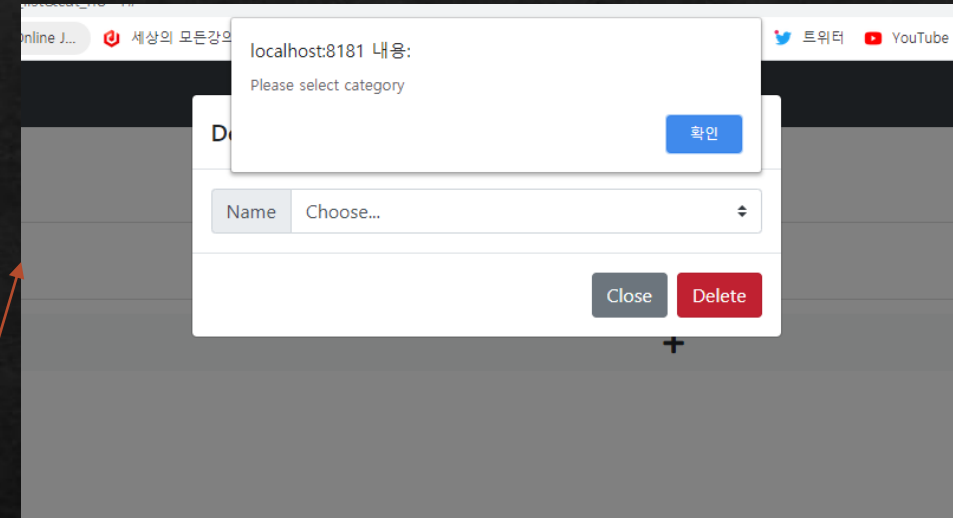 Online J... 세상의 모든강의 트위터 YouTube
localhost:8181 내용:
Please select category
확인
Name Choose...
Close Delete